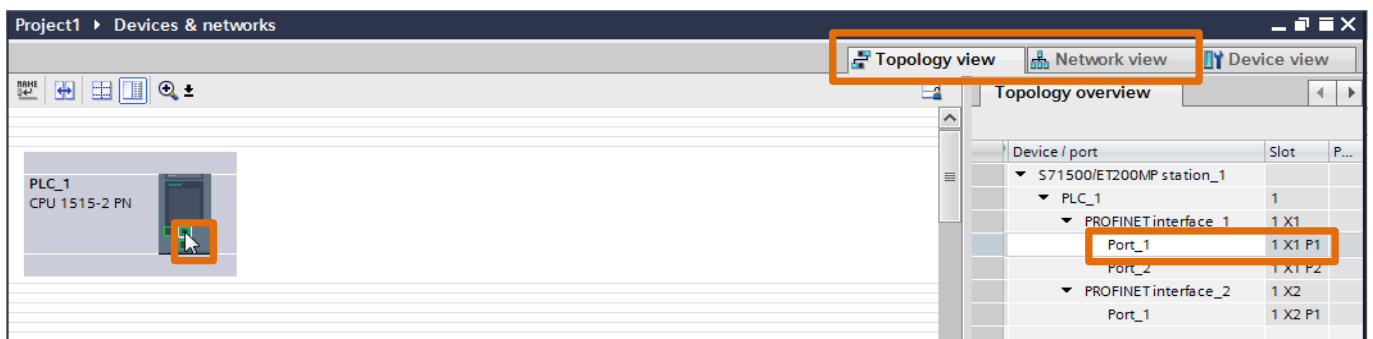 Project1 ▸ Devices & networks
Topology view Network view Device view
NAME
Topology overview
Device / port Slot P...
S71500/ET200MP station_1
PLC_1 1
PROFINET interface_1 1 X1
Port_1 1 X1 P1
Port_2 1 X1 P2
PROFINET interface_2 1 X2
Port_1 1 X2 P1
PLC_1
CPU 1515-2 PN